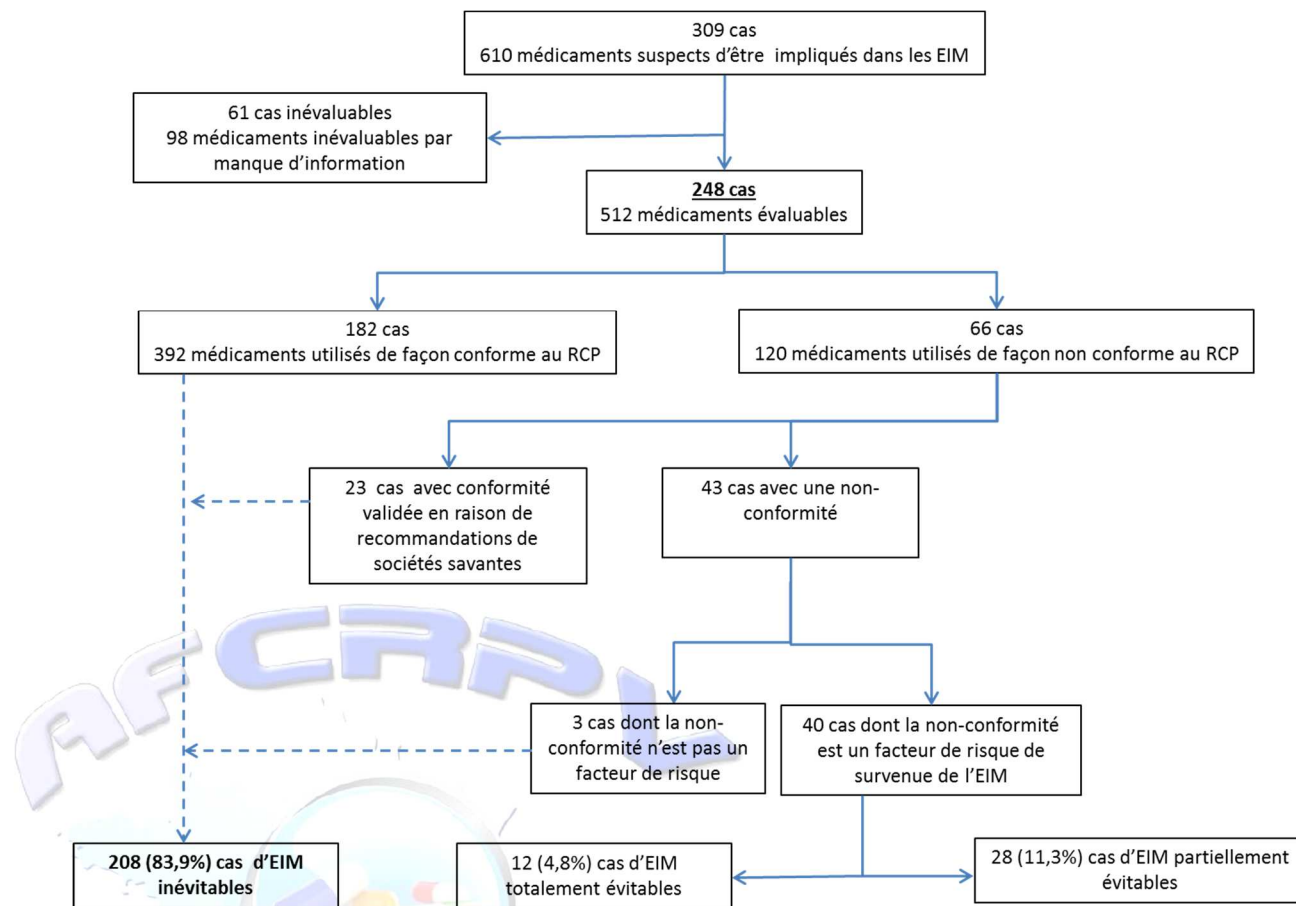 309 cas
610 médicaments suspects d'être impliqués dans les EIM
61 cas inévaluables
98 médicaments inévaluables par
manque d'information
248 cas
512 médicaments évaluables
182 cas
392 médicaments utilisés de façon conforme au RCP
66 cas
120 médicaments utilisés de façon non conforme au RCP
23 cas avec conformité
validée en raison de
recommandations de
sociétés savantes
43 cas avec une non-
conformité
AFCRPV
3 cas dont la non-
conformité n'est pas un
facteur de risque
40 cas dont la non-conformité
est un facteur de risque de
survenue de l'EIM
208 (83,9%) cas d'EIM
inévitables
12 (4,8%) cas d'EIM
totalement évitables
28 (11,3%) cas d'EIM partiellement
évitables